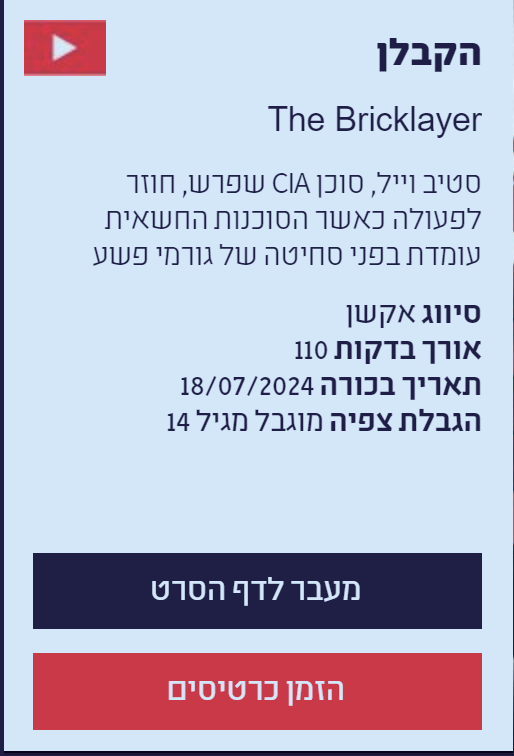 הקבלן
The Bricklayer
סטיב וייל, סוכן CIA שפרש, חוזר
לפעולה כאשר הסוכנות החשאית
עומדת בפני סחיטה של גורמי פשע
סיווג אקשן
אורך בדקות 110
תאריך בכורה 18/07/2024
הגבלת צפיה מוגבל מגיל 14
מעבר לדף הסרט
הזמן כרטיסים